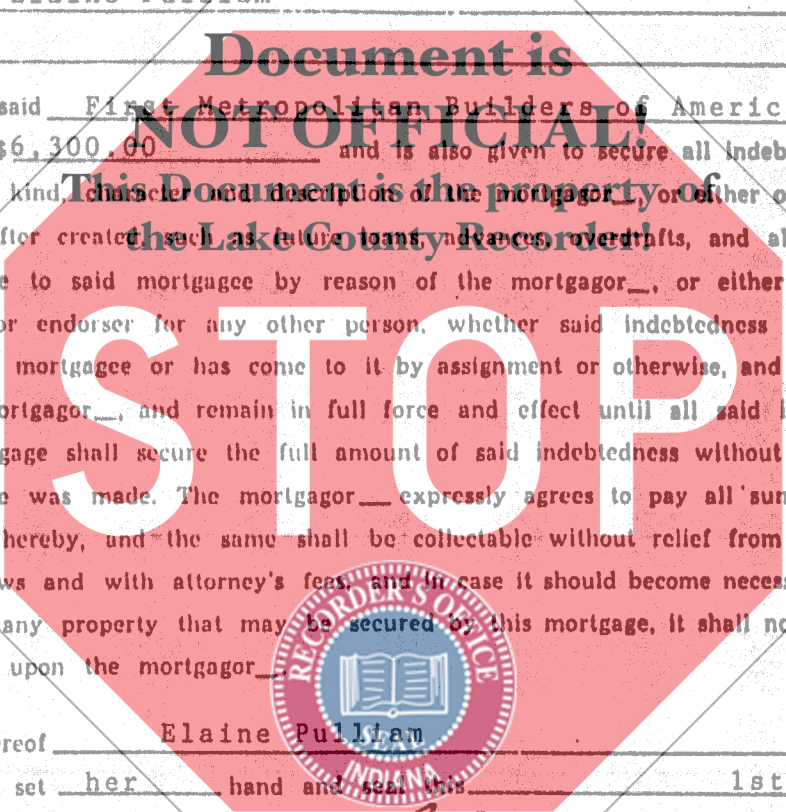 Elaine Pulliam
Document is
said First Metropolitan Builders of Americ
NOT OFFICIAL!
$6,300.00 and is also given to secure all indeb
This Document is the property of
kind, character and description of the mortgagor__, or either o
the Lake County Recorder!
fter created, such as future loans, advances, overdrafts, and al
e to said mortgagee by reason of the mortgagor__, or either
or endorser for any other person, whether said indebtedness
STOP
mortgagee or has come to it by assignment or otherwise, and
ortgagor__, and remain in full force and effect until all said i
gage shall secure the full amount of said indebtedness without
e was made. The mortgagor__ expressly agrees to pay all sum
hereby, and the same shall be collectable without relief from
ws and with attorney's fees, and in case it should become neces
any property that may be secured by this mortgage, it shall no
upon the mortgagor__.
RECORDER'S OFFICE
SEAL
INDIANA
ereof Elaine Pulliam
set her hand and seal this 1st